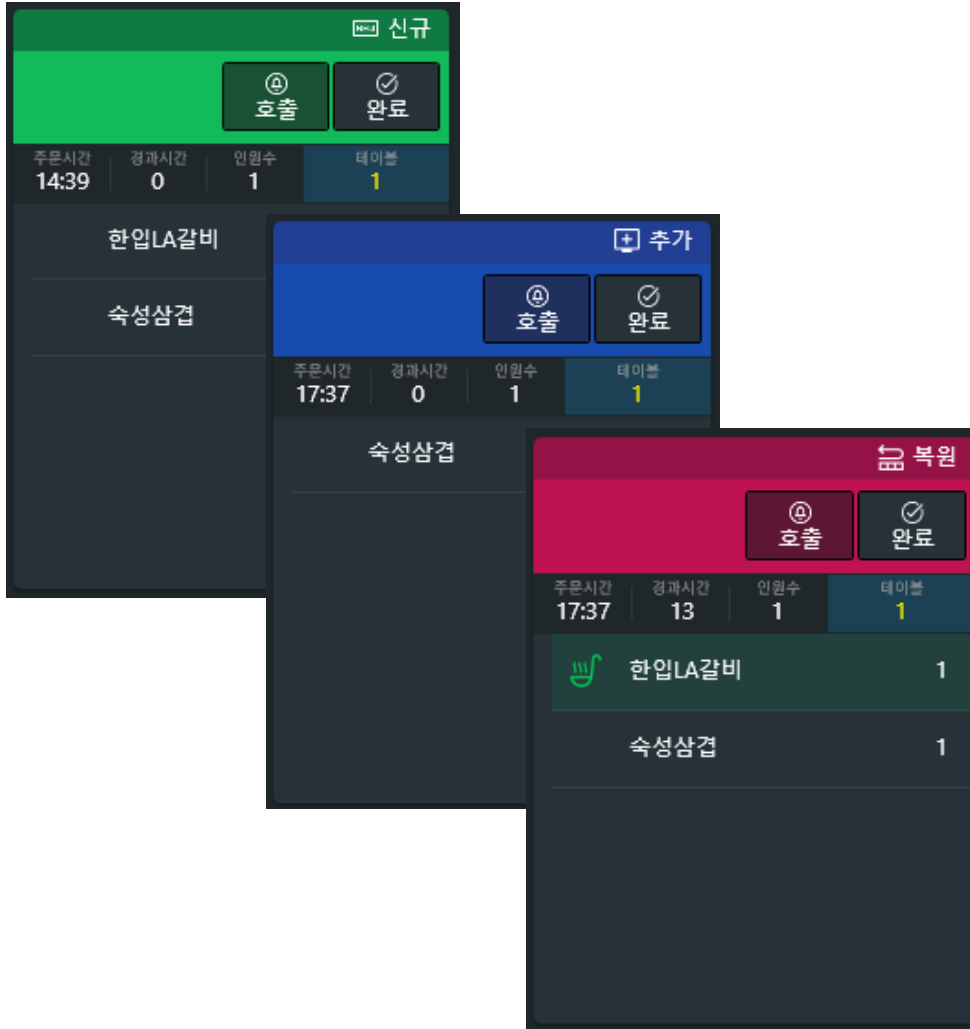 NEW 신규
호출 완료
주문시간 경과시간 인원수 테이블
14:39 0 1 1
한입LA갈비
숙성삼겹
추가
호출 완료
주문시간 경과시간 인원수 테이블
17:37 0 1 1
숙성삼겹
복원
호출 완료
주문시간 경과시간 인원수 테이블
17:37 13 1 1
한입LA갈비 1
숙성삼겹 1